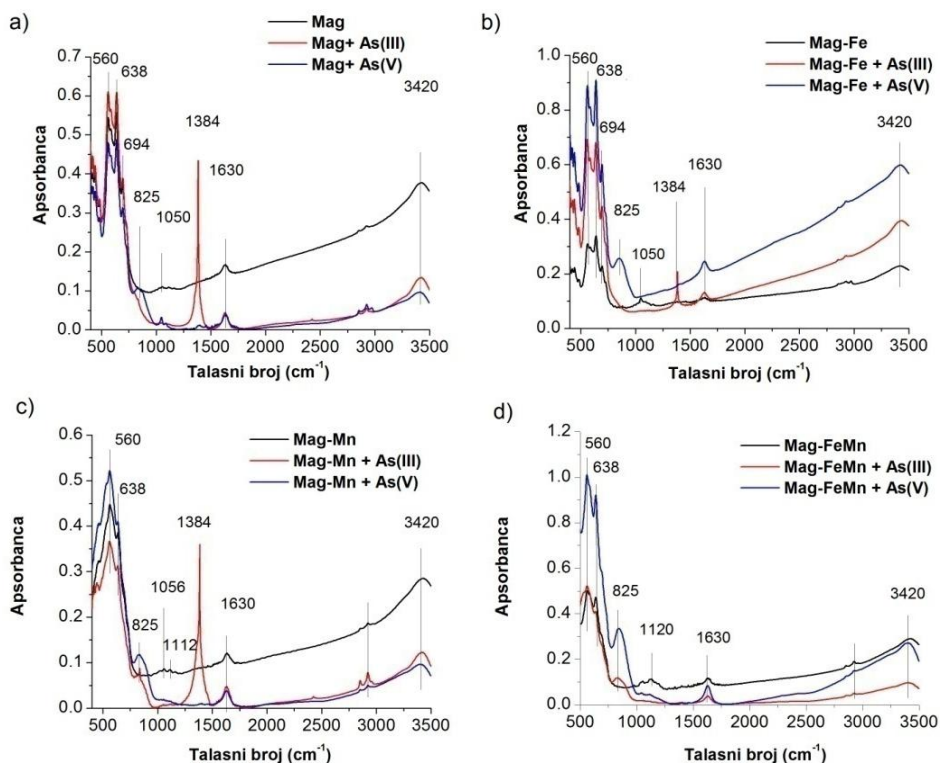 a)
Mag
Mag+ As(III)
Mag+ As(V)
560
638
694
825
1050
1384
1630
3420
Apsorbanca
0.7
0.6
0.5
0.4
0.3
0.2
0.1
0.0
500 1000 1500 2000 2500 3000 3500
Talasni broj (cm⁻¹)
b)
Mag-Fe
Mag-Fe + As(III)
Mag-Fe + As(V)
560
638
694
825
1050
1384
1630
3420
Apsorbanca
1.0
0.8
0.6
0.4
0.2
0.0
500 1000 1500 2000 2500 3000 3500
Talasni broj (cm⁻¹)
c)
Mag-Mn
Mag-Mn + As(III)
Mag-Mn + As(V)
560
638
825
1056
1112
1384
1630
3420
Apsorbanca
0.6
0.5
0.4
0.3
0.2
0.1
0.0
500 1000 1500 2000 2500 3000 3500
Talasni broj (cm⁻¹)
d)
Mag-FeMn
Mag-FeMn + As(III)
Mag-FeMn + As(V)
560
638
825
1120
1630
3420
Apsorbanca
1.2
1.0
0.8
0.6
0.4
0.2
0.0
500 1000 1500 2000 2500 3000 3500
Talasni broj (cm⁻¹)